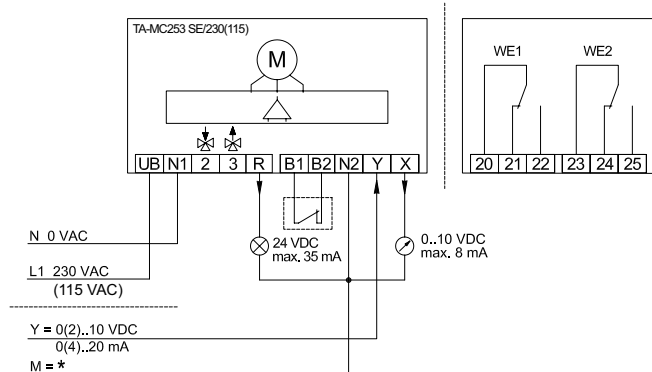 TA-MC253 SE/230(115)
M
WE1 WE2
UB N1 2 3 R B1 B2 N2 Y X
20 21 22 23 24 25
N 0 VAC
24 VDC
max. 35 mA
0..10 VDC
max. 8 mA
L1 230 VAC
(115 VAC)
Y = 0(2)..10 VDC
0(4)..20 mA
M = *